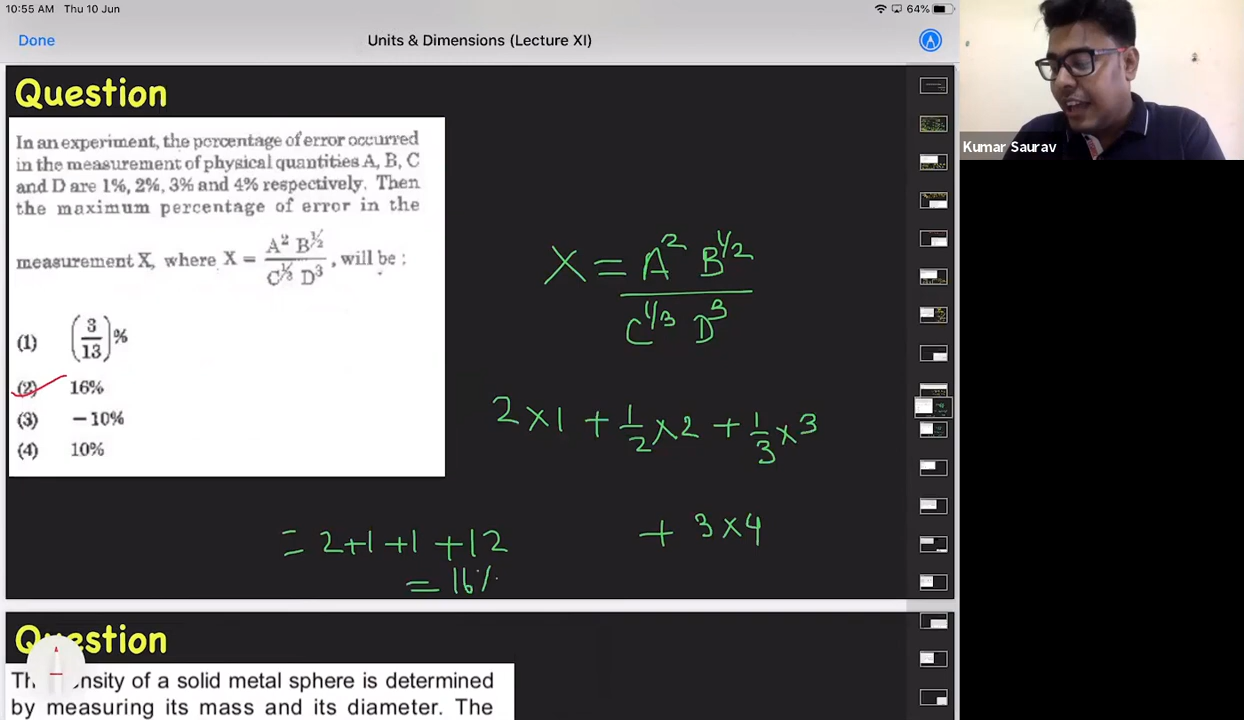 10:55 AM Thu 10 Jun
64%
Done
Units & Dimensions (Lecture XI)
Question
In an experiment, the percentage of error occurred
in the measurement of physical quantities A, B, C
and D are 1%, 2%, 3% and 4% respectively. Then
the maximum percentage of error in the
measurement X, where X = A² B^½ / C^⅓ D³, will be :
(1) (3/13)%
(2) 16%
(3) −10%
(4) 10%
X = A² B^1/2 / C^1/3 D³
2×1 + 1/2×2 + 1/3×3
+ 3×4
= 2+1+1+12
= 16%
Kumar Saurav
Question
of a solid metal sphere is determined
by measuring its mass and its diameter. The